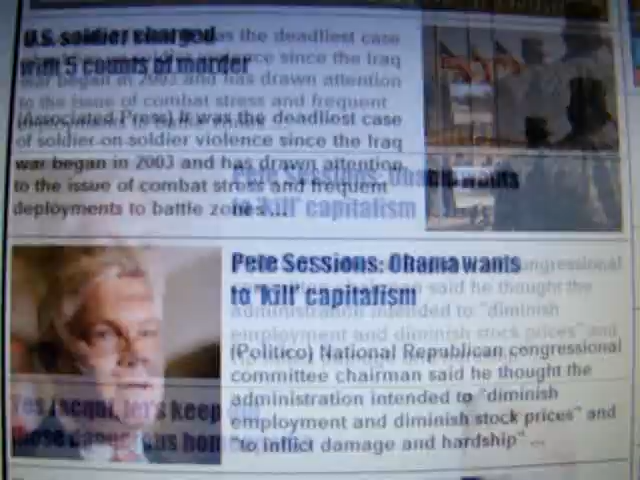 U.S. soldier charged
with 5 counts of murder
(Associated Press) It was the deadliest case
of soldier-on-soldier violence since the Iraq
war began in 2003 and has drawn attention
to the issue of combat stress and frequent
deployments to battle zones ...
Pete Sessions: Obama wants
to 'kill' capitalism
(Politico) National Republican congressional
committee chairman said he thought the
administration intended to "diminish
employment and diminish stock prices" and
"to inflict damage and hardship" ...
let's keep